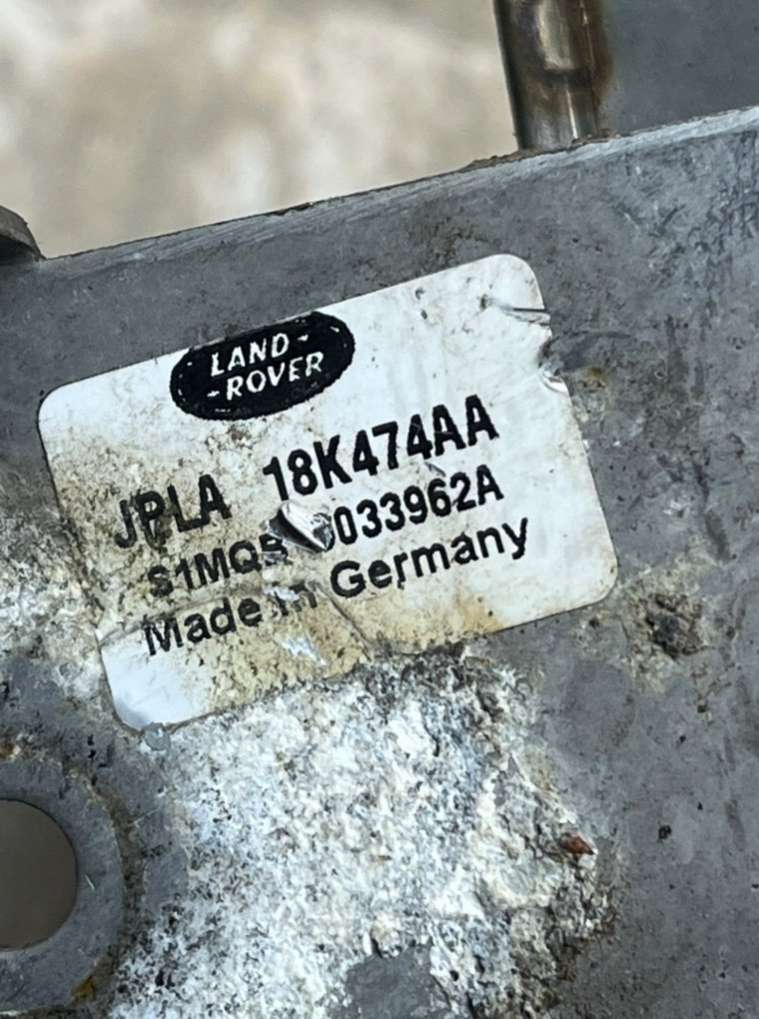 LAND-
-ROVER
JPLA 18K474AA
033962A
Made in Germany